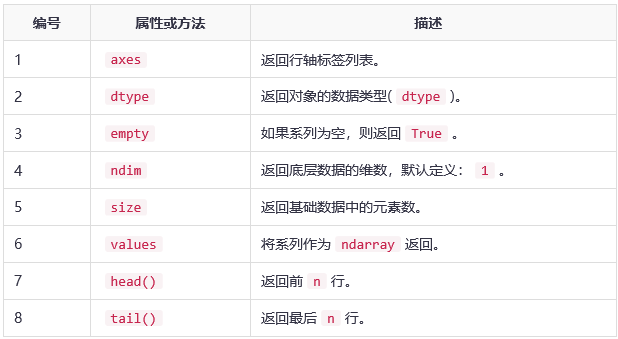 编号 属性或方法 描述
1 axes 返回行轴标签列表。
2 dtype 返回对象的数据类型( dtype )。
3 empty 如果系列为空，则返回 True 。
4 ndim 返回底层数据的维数，默认定义： 1 。
5 size 返回基础数据中的元素数。
6 values 将系列作为 ndarray 返回。
7 head() 返回前 n 行。
8 tail() 返回最后 n 行。